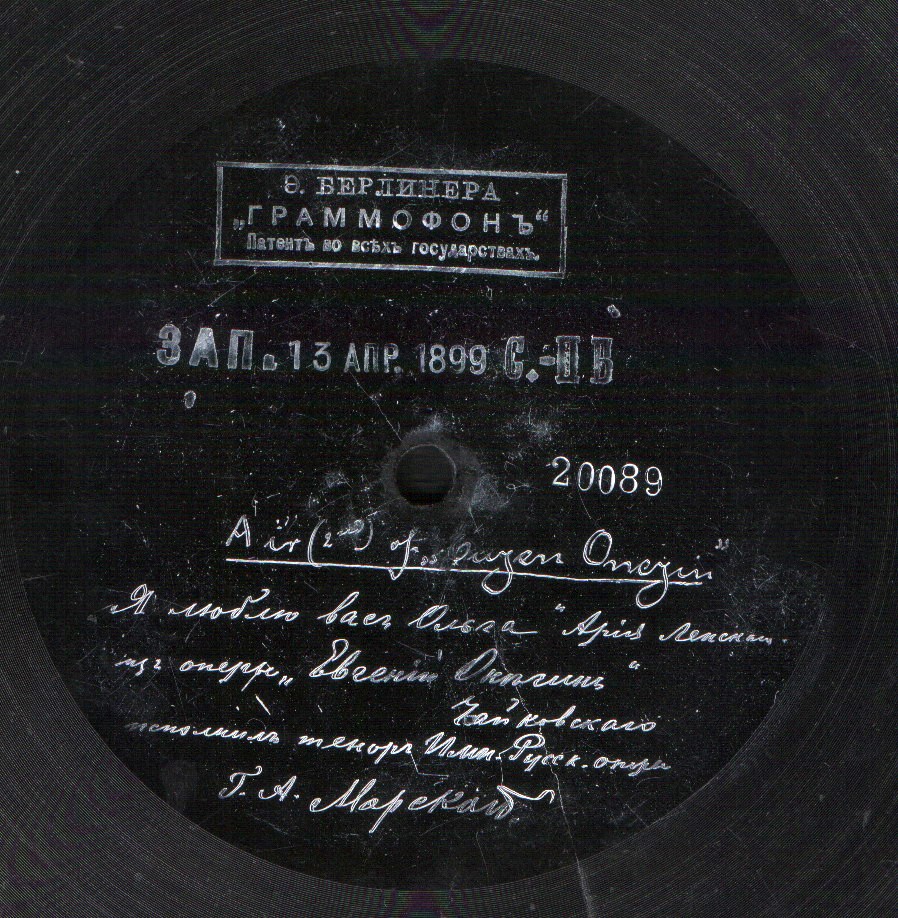 Э. БЕРЛИНЕРА
„ГРАММОФОНЪ“
Патентъ во всѣхъ государствахъ.
ЗАП. 13 АПР. 1899 С.-П Б
20089
Air (2nd) of „Eugen Onegin”
Я люблю васъ Ольга “ Арія Ленскаго
изъ оперы „Евгеній Онѣгинъ“
Чайковскаго
исполнилъ теноръ Имп. Русск. оперы
Г. А. Морской